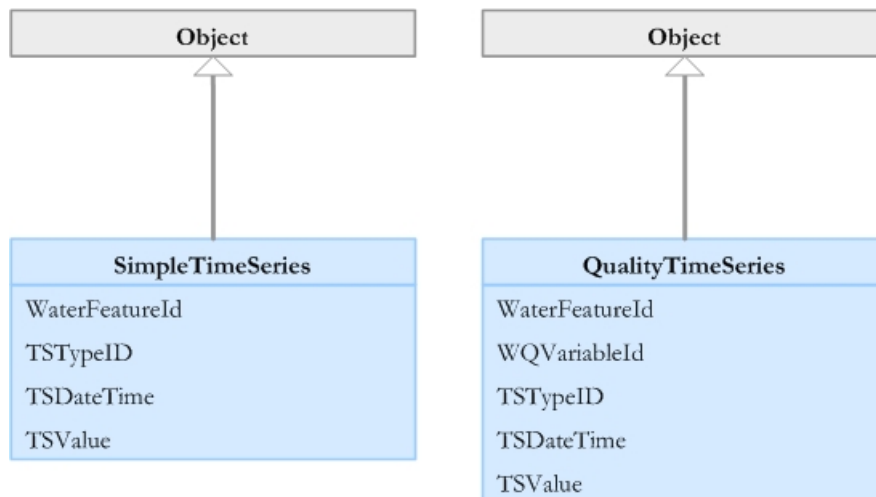 Object
SimpleTimeSeries
WaterFeatureId
TSTypeID
TSDateTime
TSValue
Object
QualityTimeSeries
WaterFeatureId
WQVariableId
TSTypeID
TSDateTime
TSValue